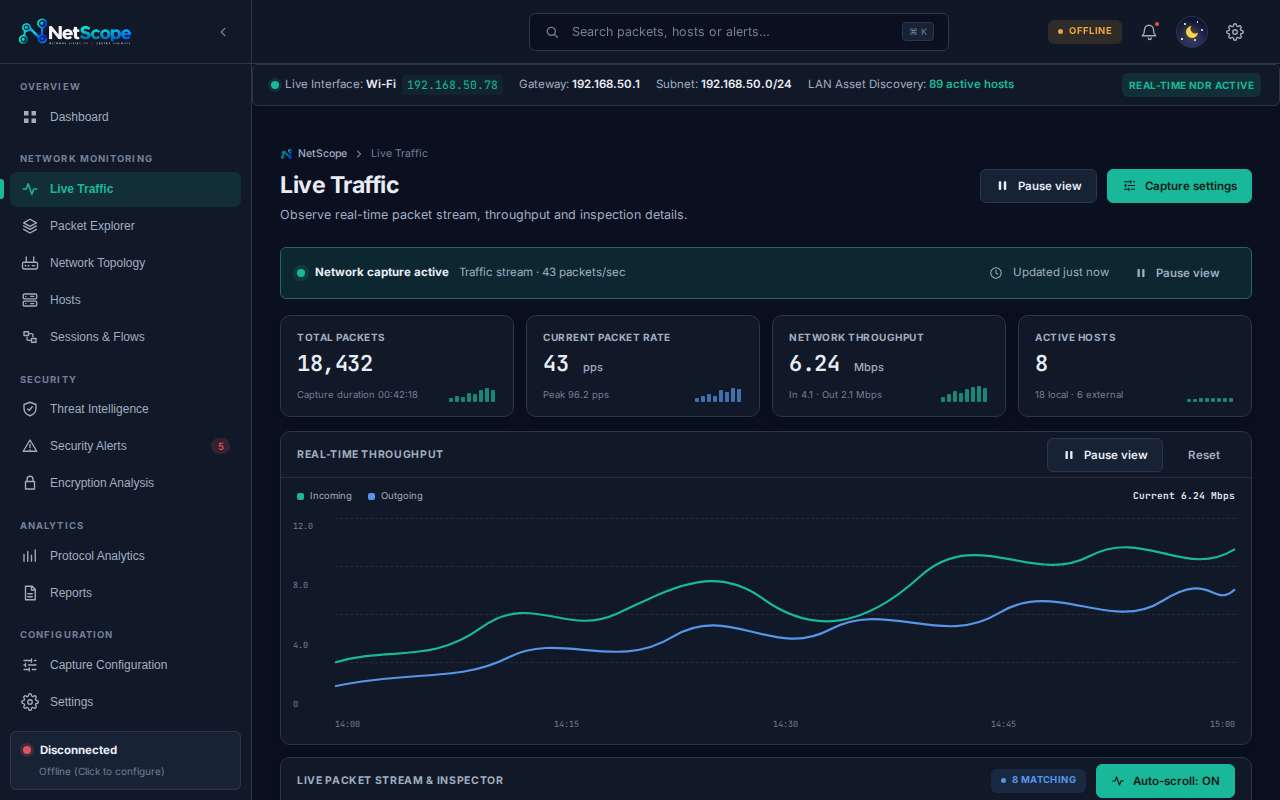 NetScope
Search packets, hosts or alerts...
⌘ K
OFFLINE
Live Interface: Wi-Fi 192.168.50.78 Gateway: 192.168.50.1 Subnet: 192.168.50.0/24 LAN Asset Discovery: 89 active hosts REAL-TIME NDR ACTIVE
OVERVIEW
Dashboard
NETWORK MONITORING
Live Traffic
Packet Explorer
Network Topology
Hosts
Sessions & Flows
SECURITY
Threat Intelligence
Security Alerts 5
Encryption Analysis
ANALYTICS
Protocol Analytics
Reports
CONFIGURATION
Capture Configuration
Settings
Disconnected
Offline (Click to configure)
NetScope Live Traffic
Live Traffic
Observe real-time packet stream, throughput and inspection details.
Pause view Capture settings
Network capture active Traffic stream · 43 packets/sec Updated just now Pause view
TOTAL PACKETS
18,432
Capture duration 00:42:18
CURRENT PACKET RATE
43 pps
Peak 96.2 pps
NETWORK THROUGHPUT
6.24 Mbps
In 4.1 · Out 2.1 Mbps
ACTIVE HOSTS
8
18 local · 6 external
REAL-TIME THROUGHPUT Pause view Reset
Incoming Outgoing Current 6.24 Mbps
12.0
8.0
4.0
0
14:00 14:15 14:30 14:45 15:00
LIVE PACKET STREAM & INSPECTOR 8 MATCHING Auto-scroll: ON